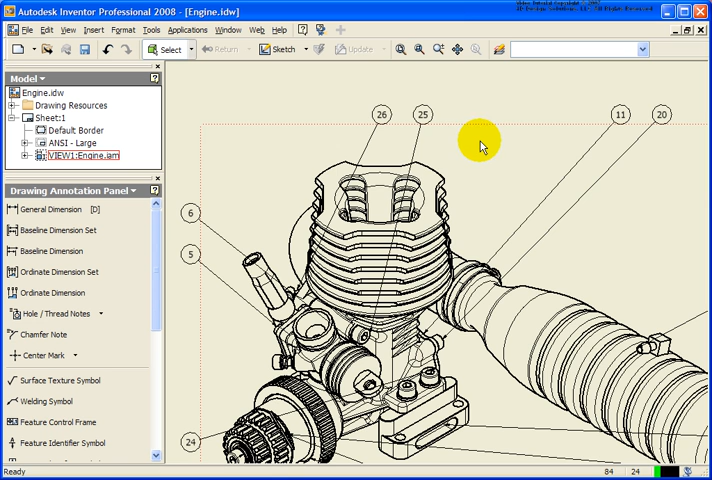 Autodesk Inventor Professional 2008 - [Engine.idw]
File Edit View Insert Format Tools Applications Window Web Help
Select Return Sketch Update
Model
Engine.idw
Drawing Resources
Sheet:1
Default Border
ANSI - Large
VIEW1:Engine.iam
Drawing Annotation Panel
General Dimension [D]
Baseline Dimension Set
Baseline Dimension
Ordinate Dimension Set
Ordinate Dimension
Hole / Thread Notes
Chamfer Note
Center Mark
Surface Texture Symbol
Welding Symbol
Feature Control Frame
Feature Identifier Symbol
26 25 11 20
6
5
24
Ready 84 24